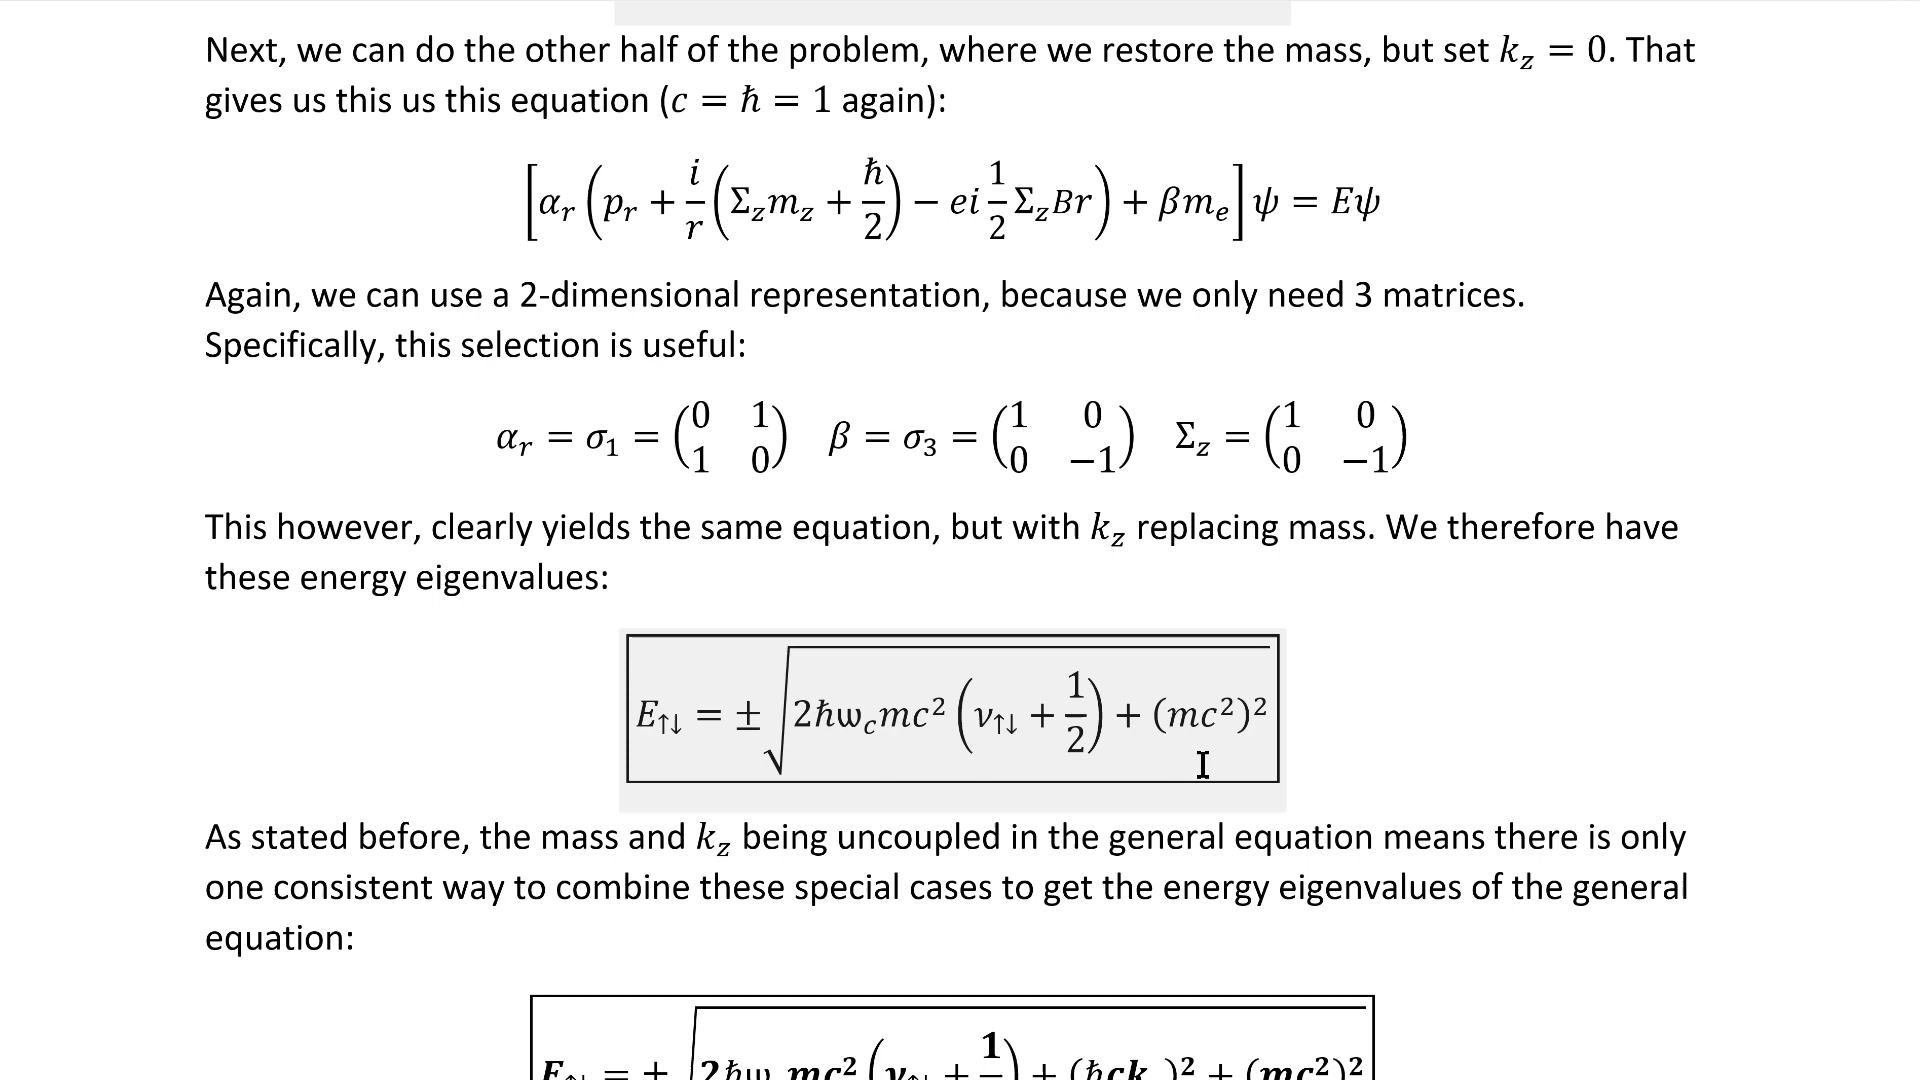 Next, we can do the other half of the problem, where we restore the mass, but set k_z = 0. That
gives us this us this equation (c = ħ = 1 again):
[α_r (p_r + i/r (Σ_z m_z + ħ/2) − ei 1/2 Σ_z Br) + βm_e] ψ = Eψ
Again, we can use a 2-dimensional representation, because we only need 3 matrices.
Specifically, this selection is useful:
α_r = σ_1 = (0 1; 1 0) β = σ_3 = (1 0; 0 −1) Σ_z = (1 0; 0 −1)
This however, clearly yields the same equation, but with k_z replacing mass. We therefore have
these energy eigenvalues:
E_↑↓ = ± √(2ħω_c mc² (ν_↑↓ + 1/2) + (mc²)²)
As stated before, the mass and k_z being uncoupled in the general equation means there is only
one consistent way to combine these special cases to get the energy eigenvalues of the general
equation:
E = ± √(2ħω mc² (ν + 1 ) + (ħck )² + (mc²)²